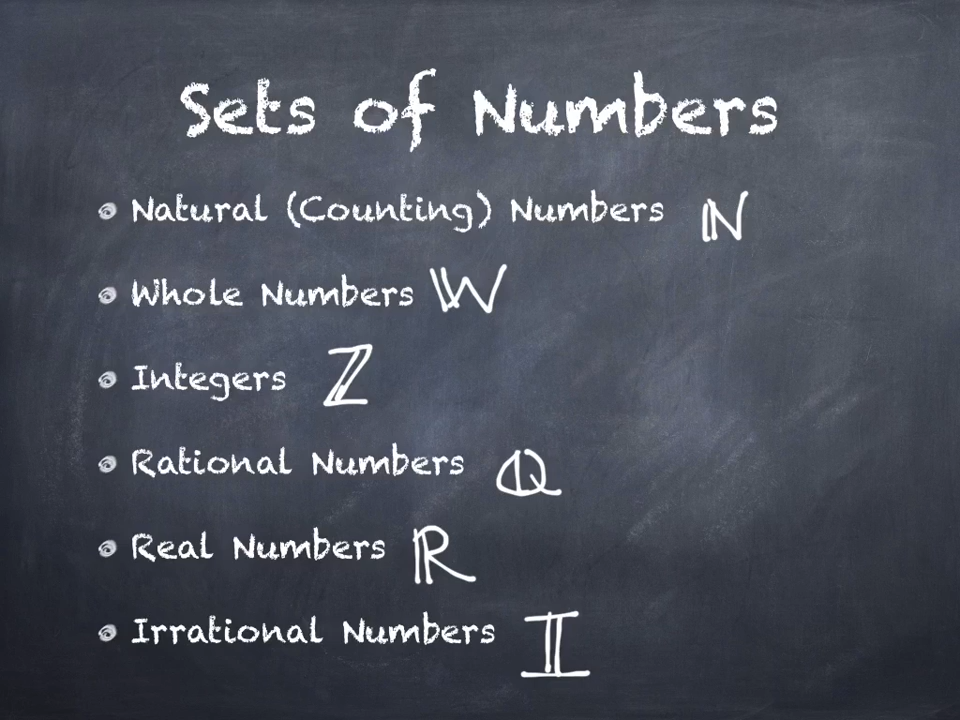 Sets of Numbers
Natural (Counting) Numbers ℕ
Whole Numbers 𝕎
Integers ℤ
Rational Numbers ℚ
Real Numbers ℝ
Irrational Numbers 𝕀